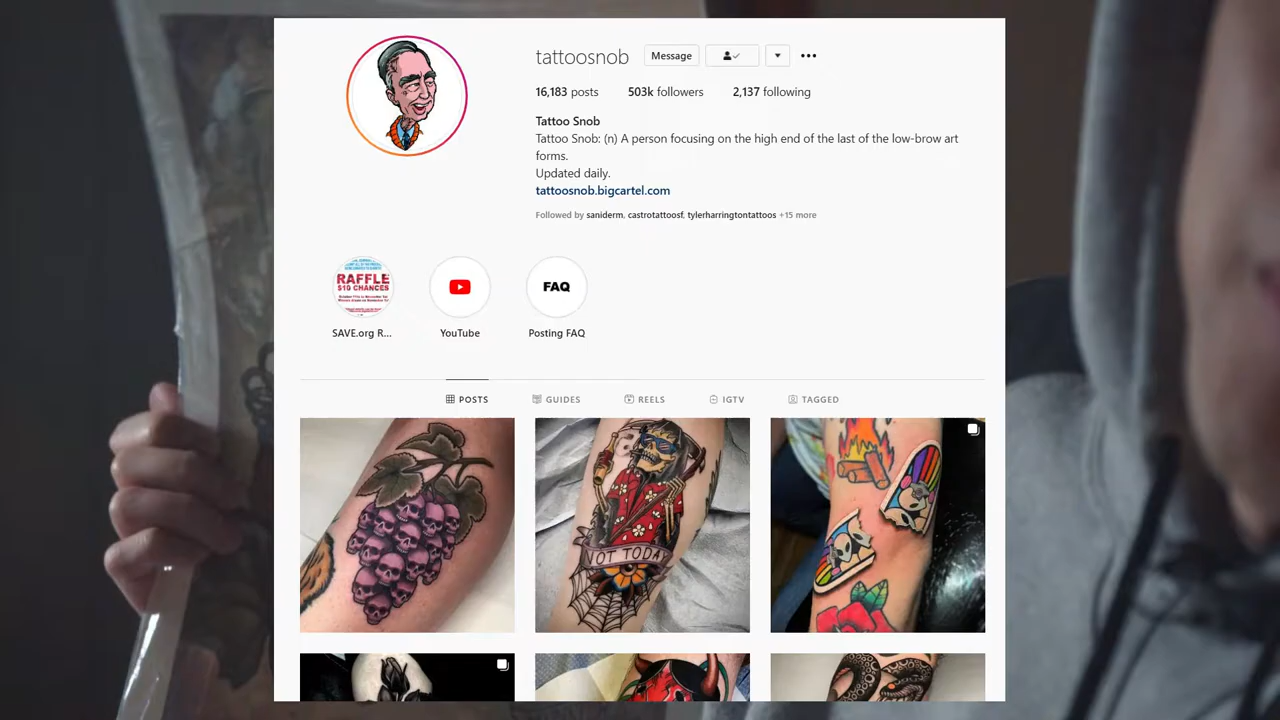 tattoosnob Message
16,183 posts 503k followers 2,137 following
Tattoo Snob
Tattoo Snob: (n) A person focusing on the high end of the last of the low-brow art
forms.
Updated daily.
tattoosnob.bigcartel.com
Followed by saniderm, castrotattoosf, tylerharringtontattoos +15 more
RAFFLE
$10 CHANCES
FAQ
SAVE.org R... YouTube Posting FAQ
POSTS GUIDES REELS IGTV TAGGED
NOT TODAY